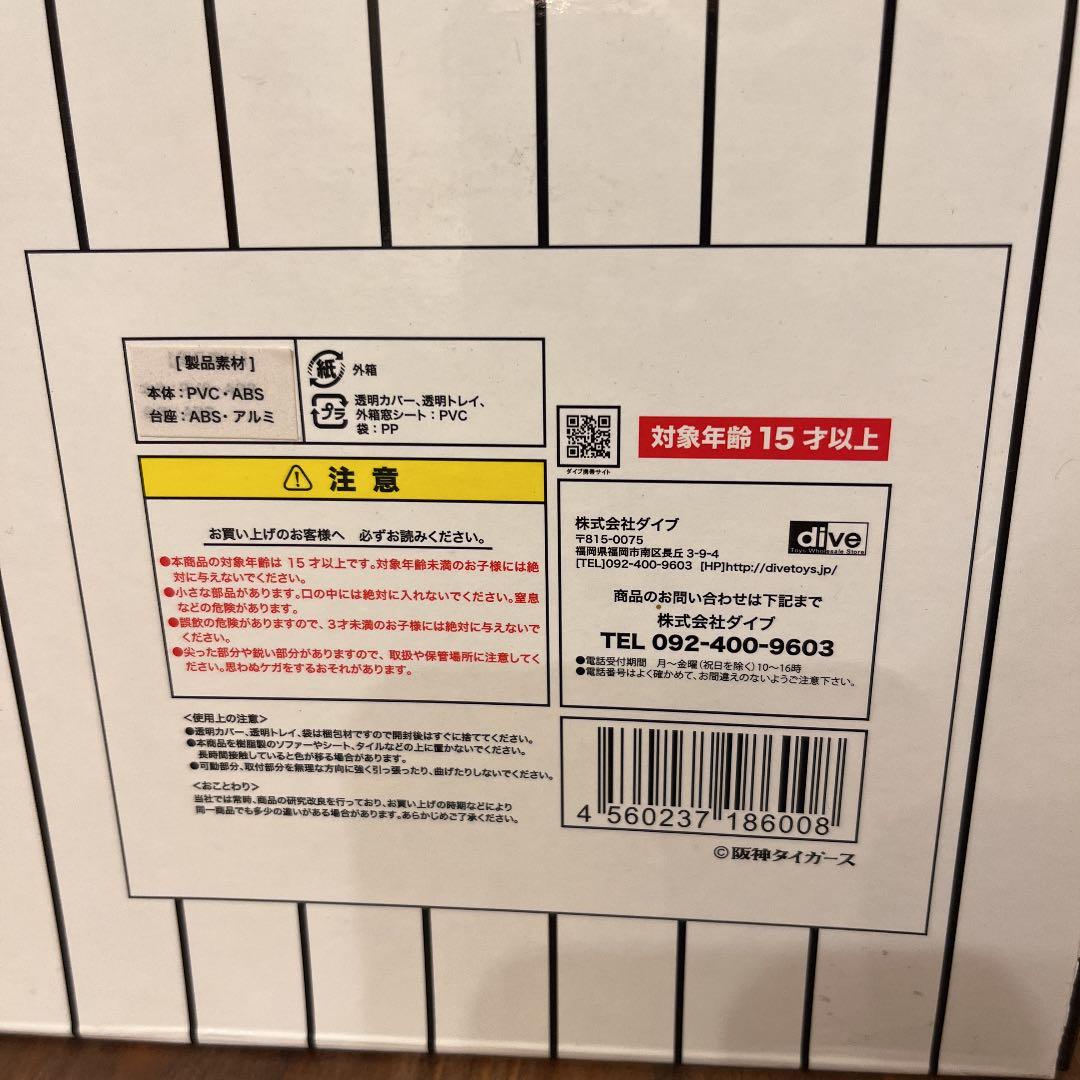 [製品素材]
本体：PVC・ABS
台座：ABS・アルミ
紙 外箱
プラ 透明カバー、透明トレイ、
外箱窓シート：PVC
袋：PP
ダイブ携帯サイト
対象年齢 15 才以上
注 意
お買い上げのお客様へ　必ずお読みください。
●本商品の対象年齢は 15 才以上です。対象年齢未満のお子様には絶
対に与えないでください。
●小さな部品があります。口の中には絶対に入れないでください。窒息
などの危険があります。
●誤飲の危険がありますので、3才未満のお子様には絶対に与えないで
ください。
●尖った部分や鋭い部分がありますので、取扱や保管場所に注意してく
ださい。思わぬケガをするおそれがあります。
株式会社ダイブ
〒815-0075
福岡県福岡市南区長丘 3-9-4
[TEL]092-400-9603 [HP]http://divetoys.jp/
dive
Toys Wholesale Store
商品のお問い合わせは下記まで
株式会社ダイブ
TEL 092-400-9603
●電話受付期間　月～金曜(祝日を除く)10～16時
●電話番号はよく確かめて、お間違えのないようご注意下さい。
＜使用上の注意＞
●透明カバー、透明トレイ、袋は梱包材ですので開封後はすぐに捨ててください。
●本商品を樹脂製のソファーやシート、タイルなどの上に置かないでください。
長時間接触していると色が移る場合があります。
●可動部分、取付部分を無理な方向に強く引っ張ったり、曲げたりしないでください。
＜おことわり＞
当社では常時、商品の研究改良を行っており、お買い上げの時期などにより
同一商品でも多少の違いがある場合があります。あらかじめご了承ください。
4 560237 186008
©阪神タイガース